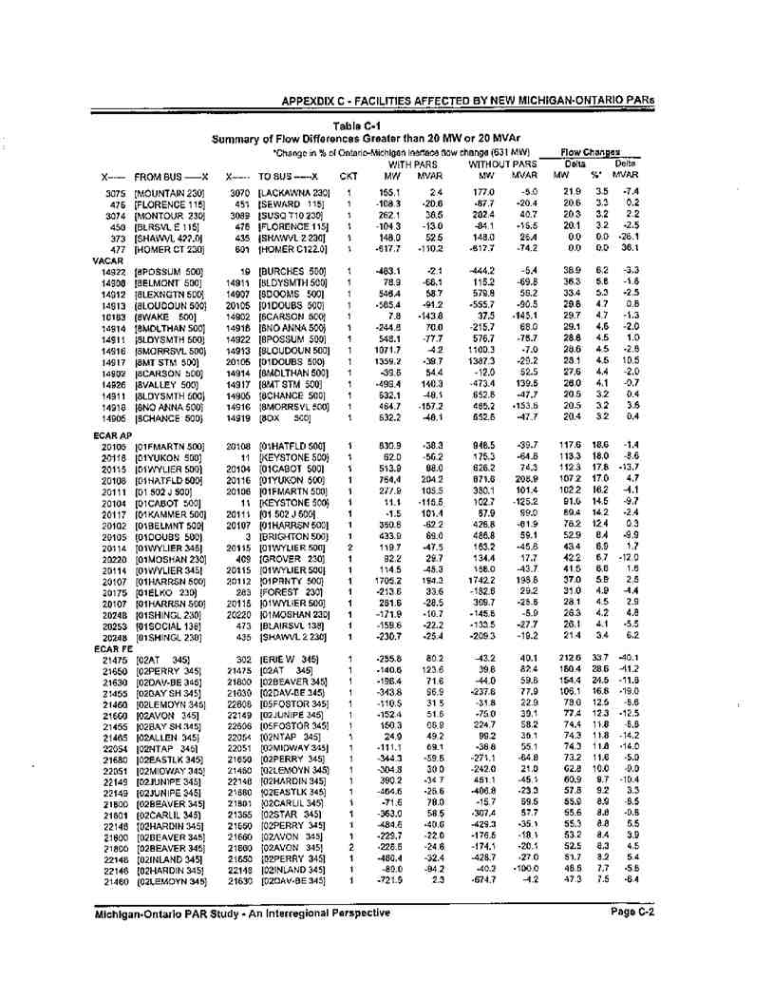 APPEXDIX C - FACILITIES AFFECTED BY NEW MICHIGAN-ONTARIO PARs
Table C-1
Summary of Flow Differences Greater than 20 MW or 20 MVAr
*Change in % of Ontario-Michigan inerface flow change (631 MW) Flow Changes
WITH PARS WITHOUT PARS Delta Delta
X----- FROM BUS -----X X----- TO BUS -----X CKT MW MVAR MW MVAR MW %* MVAR
3075 [MOUNTAIN 230] 3070 [LACKAWNA 230] 1 155.1 2.4 177.0 -5.0 21.9 3.5 -7.4
476 [FLORENCE 115] 451 [SEWARD 115] 1 -108.3 -20.6 -87.7 -20.4 20.6 3.3 0.2
3074 [MONTOUR 230] 3089 [SUSQ T10 230] 1 262.1 38.5 282.4 40.7 20.3 3.2 2.2
450 [BLRSVL E 115] 476 [FLORENCE 115] 1 -104.3 -13.0 -84.1 -15.5 20.1 3.2 -2.5
373 [SHAWVL 422.0] 435 [SHAWVL 2 230] 1 148.0 52.5 148.0 26.4 0.0 0.0 -26.1
477 [HOMER CT 230] 601 [HOMER C122.0] 1 -617.7 -110.2 -617.7 -74.2 0.0 0.0 36.1
VACAR
14922 [8POSSUM 500] 19 [BURCHES 500] 1 -483.1 -2.1 -444.2 -5.4 38.9 6.2 -3.3
14900 [8ELMONT 500] 14911 [8LDYSMTH 500] 1 78.9 -68.1 115.2 -69.8 36.3 5.8 -1.6
14912 [8LEXNGTN 500] 14907 [8DOOMS 500] 1 546.4 58.7 579.8 56.2 33.4 5.3 -2.5
14913 [8LOUDOUN 500] 20105 [01DOUBS 500] 1 -585.4 -91.2 -555.7 -90.5 29.8 4.7 0.8
10183 [6WAKE 500] 14902 [8CARSON 500] 1 7.8 -143.8 37.5 -145.1 29.7 4.7 -1.3
14914 [8MDLTHAN 500] 14918 [8NO ANNA 500] 1 -244.8 70.0 -215.7 68.0 29.1 4.6 -2.0
14911 [8LDYSMTH 500] 14922 [8POSSUM 500] 1 548.1 -77.7 576.7 -76.7 28.6 4.5 1.0
14916 [8MORRSVL 500] 14913 [8LOUDOUN 500] 1 1071.7 -4.2 1100.3 -7.0 28.6 4.5 -2.8
14917 [8MT STM 500] 20105 [01DOUBS 500] 1 1359.2 -39.7 1387.3 -29.2 28.1 4.5 10.5
14902 [8CARSON 500] 14914 [8MDLTHAN 500] 1 -39.6 54.4 -12.0 52.5 27.6 4.4 -2.0
14926 [8VALLEY 500] 14917 [8MT STM 500] 1 -499.4 140.3 -473.4 139.6 26.0 4.1 -0.7
14911 [8LDYSMTH 500] 14905 [8CHANCE 500] 1 632.1 -48.1 652.6 -47.7 20.5 3.2 0.4
14918 [8NO ANNA 500] 14916 [8MORRSVL 500] 1 464.7 -157.2 485.2 -153.6 20.5 3.2 3.6
14905 [8CHANCE 500] 14919 [8OX 500] 1 632.2 -48.1 652.6 -47.7 20.4 3.2 0.4
ECAR AP
20106 [01FMARTN 500] 20108 [01HATFLD 500] 1 830.9 -38.3 948.5 -39.7 117.6 18.6 -1.4
20116 [01YUKON 500] 11 [KEYSTONE 500] 1 62.0 -56.2 175.3 -64.8 113.3 18.0 -8.6
20115 [01WYLIER 500] 20104 [01CABOT 500] 1 513.9 88.0 626.2 74.3 112.3 17.8 -13.7
20108 [01HATFLD 500] 20116 [01YUKON 500] 1 764.4 204.2 871.6 208.9 107.2 17.0 4.7
20111 [01 502 J 500] 20106 [01FMARTN 500] 1 277.9 105.5 380.1 101.4 102.2 16.2 -4.1
20104 [01CABOT 500] 11 [KEYSTONE 500] 1 11.1 -115.5 102.7 -125.2 91.6 14.5 -9.7
20117 [01KAMMER 500] 20111 [01 502 J 500] 1 -1.5 101.4 87.9 99.0 89.4 14.2 -2.4
20102 [01BELMNT 500] 20107 [01HARRSN 500] 1 350.6 -62.2 428.8 -61.9 78.2 12.4 0.3
20105 [01DOUBS 500] 3 [BRIGHTON 500] 1 433.9 69.0 486.8 59.1 52.9 8.4 -9.9
20114 [01WYLIER 345] 20115 [01WYLIER 500] 2 119.7 -47.5 163.2 -45.8 43.4 6.9 1.7
20220 [01MOSHAN 230] 409 [GROVER 230] 1 92.2 29.7 134.4 17.7 42.2 6.7 -12.0
20114 [01WYLIER 345] 20115 [01WYLIER 500] 1 114.5 -45.3 156.0 -43.7 41.5 6.6 1.6
20107 [01HARRSN 500] 20112 [01PRNTY 500] 1 1705.2 194.3 1742.2 196.8 37.0 5.9 2.5
20175 [01ELKO 230] 283 [FOREST 230] 1 -213.6 33.6 -182.6 29.2 31.0 4.9 -4.4
20107 [01HARRSN 500] 20115 [01WYLIER 500] 1 281.6 -28.5 309.7 -25.6 28.1 4.5 2.9
20248 [01SHINGL 230] 20220 [01MOSHAN 230] 1 -171.9 -10.7 -145.6 -5.9 26.3 4.2 4.8
20253 [01SOCIAL 138] 473 [BLAIRSVL 138] 1 -159.6 -22.2 -133.5 -27.7 26.1 4.1 -5.5
20248 [01SHINGL 230] 435 [SHAWVL 2 230] 1 -230.7 -25.4 -209.3 -19.2 21.4 3.4 6.2
ECAR FE
21475 [02AT 345] 302 [ERIE W 345] 1 -255.8 80.2 -43.2 40.1 212.6 33.7 -40.1
21650 [02PERRY 345] 21475 [02AT 345] 1 -140.6 123.6 39.8 82.4 180.4 28.6 -41.2
21630 [02DAV-BE 345] 21800 [02BEAVER 345] 1 -198.4 71.6 -44.0 59.8 154.4 24.5 -11.8
21455 [02BAY SH 345] 21630 [02DAV-BE 345] 1 -343.8 96.9 -237.6 77.9 106.1 16.8 -19.0
21460 [02LEMOYN 345] 22606 [05FOSTOR 345] 1 -110.5 31.5 -31.8 22.9 78.6 12.5 -8.6
21660 [02AVON 345] 22149 [02JUNIPE 345] 1 -152.4 51.6 -75.0 39.1 77.4 12.3 -12.5
21455 [02BAY SH 345] 22606 [05FOSTOR 345] 1 150.3 66.9 224.7 58.2 74.4 11.8 -8.8
21465 [02ALLEN 345] 22054 [02NTAP 345] 1 24.9 49.2 99.2 35.1 74.3 11.8 -14.2
22054 [02NTAP 345] 22051 [02MIDWAY 345] 1 -111.1 69.1 -36.8 55.1 74.3 11.8 -14.0
21680 [02EASTLK 345] 21650 [02PERRY 345] 1 -344.3 -59.8 -271.1 -64.8 73.2 11.6 -5.0
22051 [02MIDWAY 345] 21460 [02LEMOYN 345] 1 -304.8 30.0 -242.0 21.0 62.8 10.0 -9.0
22149 [02JUNIPE 345] 22148 [02HARDIN 345] 1 390.2 -34.7 451.1 -45.1 60.9 9.7 -10.4
22149 [02JUNIPE 345] 21680 [02EASTLK 345] 1 -464.6 -26.6 -406.8 -23.3 57.8 9.2 3.3
21800 [02BEAVER 345] 21801 [02CARLIL 345] 1 -71.6 78.0 -15.7 69.5 55.9 8.9 -8.5
21801 [02CARLIL 345] 21355 [02STAR 345] 1 -363.0 58.5 -307.4 57.7 55.6 8.8 -0.8
22148 [02HARDIN 345] 21650 [02PERRY 345] 1 -484.6 -40.6 -429.3 -35.1 55.3 8.8 5.5
21800 [02BEAVER 345] 21660 [02AVON 345] 1 -229.7 -22.0 -176.5 -18.1 53.2 8.4 3.9
21800 [02BEAVER 345] 21660 [02AVON 345] 2 -226.6 -24.6 -174.1 -20.1 52.5 8.3 4.5
22146 [02INLAND 345] 21650 [02PERRY 345] 1 -480.4 -32.4 -428.7 -27.0 51.7 8.2 5.4
22148 [02HARDIN 345] 22146 [02INLAND 345] 1 -89.0 -94.2 -40.2 -100.0 48.8 7.7 -5.8
21460 [02LEMOYN 345] 21630 [02DAV-BE 345] 1 -721.9 2.3 -674.7 -4.2 47.3 7.5 -6.4
Michigan-Ontario PAR Study - An Interregional Perspective Page C-2